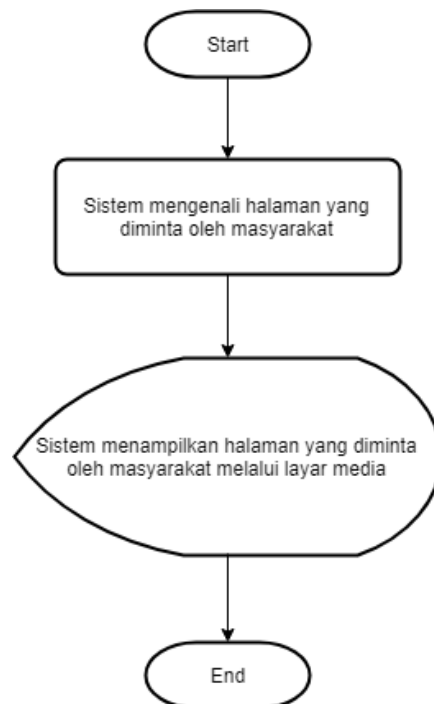 Start
Sistem mengenali halaman yang
diminta oleh masyarakat
Sistem menampilkan halaman yang diminta
oleh masyarakat melalui layar media
End